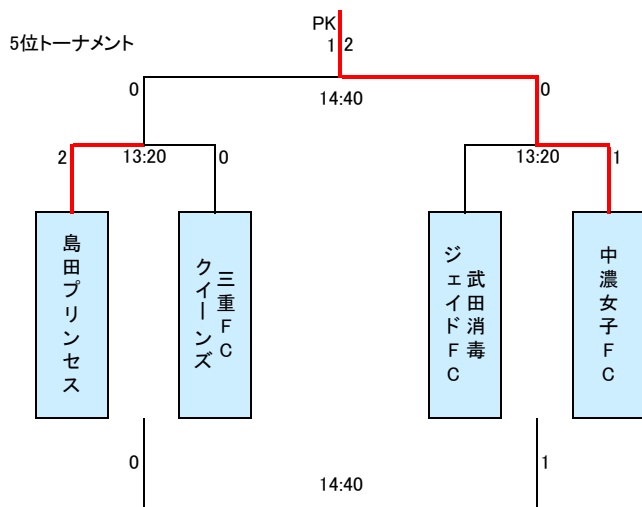 PK
5位トーナメント
1 2
0
14:40
0
2
13:20
0
13:20
1
島田プリンセス
三重FC
クイーンズ
武田消毒
ジェイドFC
中濃女子FC
0
14:40
1